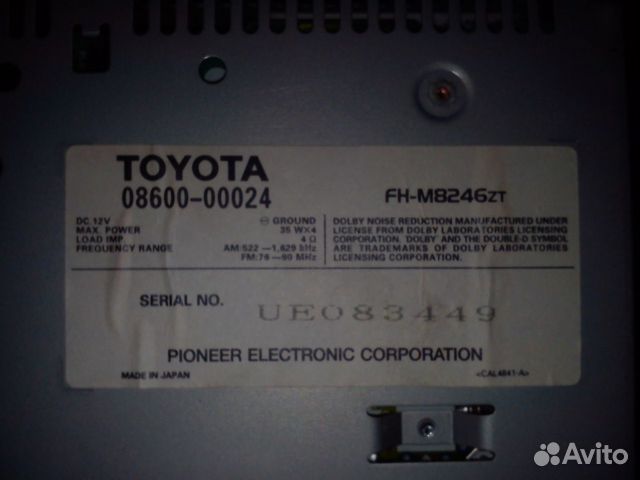 TOYOTA
08600-00024
FH-M8246ZT
DC 12V ⊖ GROUND
MAX. POWER 35 W×4
LOAD IMP 4 Ω
FREQUENCY RANGE AM:522 –1,629 kHz
FM:76 –90 MHz
DOLBY NOISE REDUCTION MANUFACTURED UNDER
LICENSE FROM DOLBY LABORATORIES LICENSING
CORPORATION. DOLBY AND THE DOUBLE-D SYMBOL
ARE TRADEMARKS OF DOLBY LABORATORIES
LICENSING CORPORATION.
SERIAL NO. UE083449
PIONEER ELECTRONIC CORPORATION
MADE IN JAPAN <CAL4841-A>
Avito